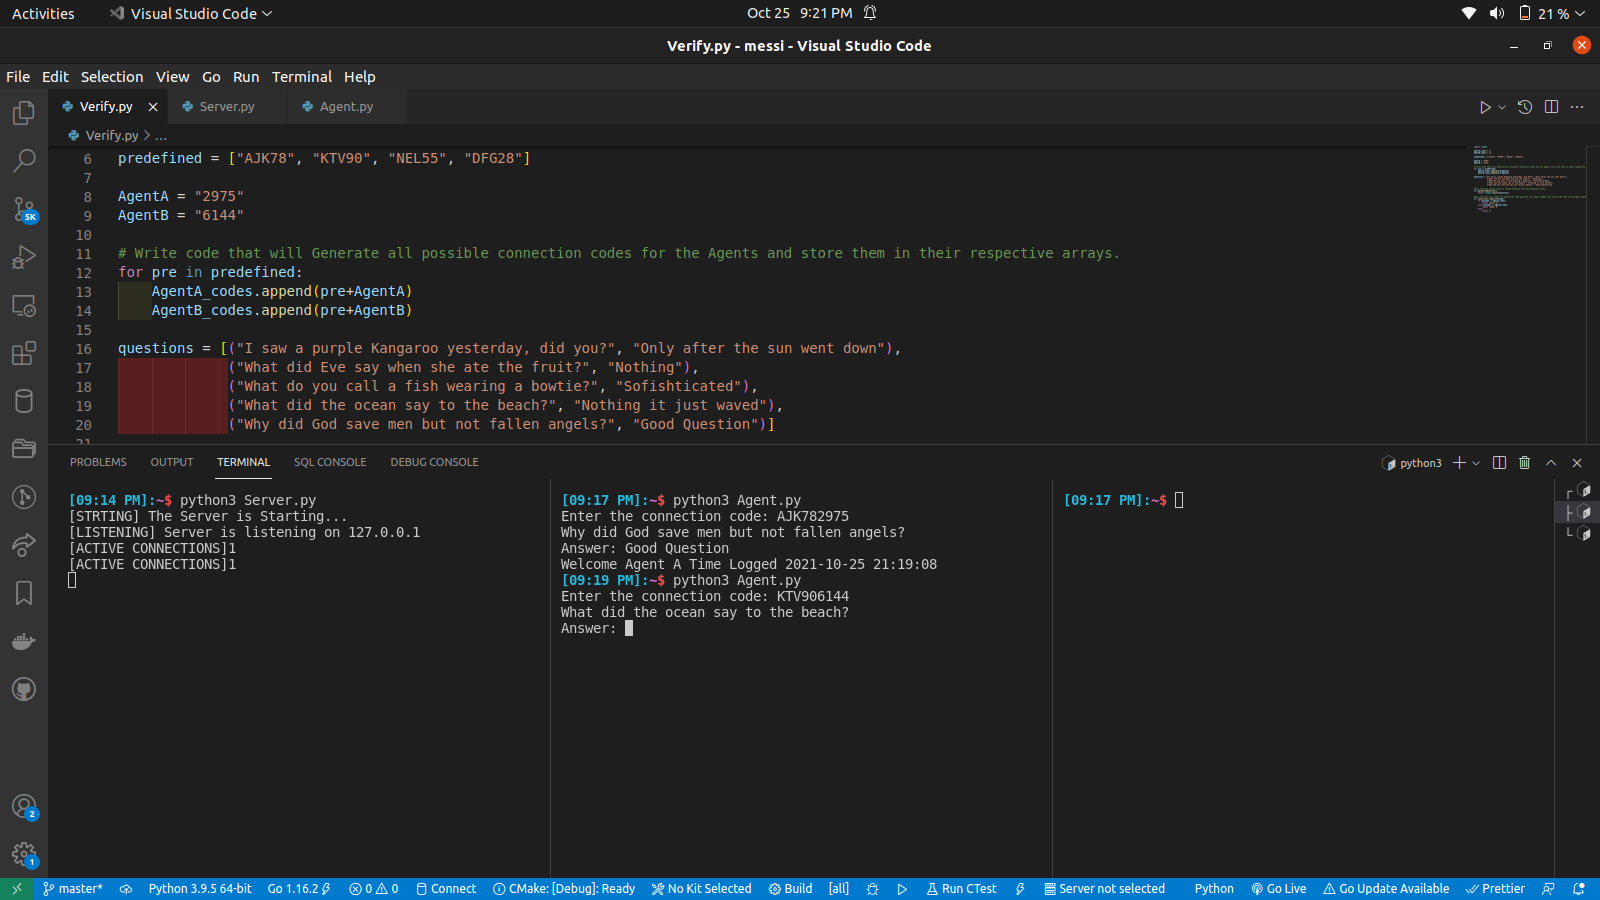 Activities
Visual Studio Code
Oct 25 9:21 PM
21 %
Verify.py - messi - Visual Studio Code
File Edit Selection View Go Run Terminal Help
Verify.py
Server.py
Agent.py
Verify.py > ...
6 predefined = ["AJK78", "KTV90", "NEL55", "DFG28"]
7
8 AgentA = "2975"
9 AgentB = "6144"
10
11 # Write code that will Generate all possible connection codes for the Agents and store them in their respective arrays.
12 for pre in predefined:
13 AgentA_codes.append(pre+AgentA)
14 AgentB_codes.append(pre+AgentB)
15
16 questions = [("I saw a purple Kangaroo yesterday, did you?", "Only after the sun went down"),
17 ("What did Eve say when she ate the fruit?", "Nothing"),
18 ("What do you call a fish wearing a bowtie?", "Sofishticated"),
19 ("What did the ocean say to the beach?", "Nothing it just waved"),
20 ("Why did God save men but not fallen angels?", "Good Question")]
21
PROBLEMS OUTPUT TERMINAL SQL CONSOLE DEBUG CONSOLE
python3
[09:14 PM]:~$ python3 Server.py
[STRTING] The Server is Starting...
[LISTENING] Server is listening on 127.0.0.1
[ACTIVE CONNECTIONS]1
[ACTIVE CONNECTIONS]1
[09:17 PM]:~$ python3 Agent.py
Enter the connection code: AJK782975
Why did God save men but not fallen angels?
Answer: Good Question
Welcome Agent A Time Logged 2021-10-25 21:19:08
[09:19 PM]:~$ python3 Agent.py
Enter the connection code: KTV906144
What did the ocean say to the beach?
Answer:
[09:17 PM]:~$
5K
2
1
master* Python 3.9.5 64-bit Go 1.16.2 0 0 Connect CMake: [Debug]: Ready No Kit Selected Build [all] Run CTest Server not selected Python Go Live Go Update Available Prettier